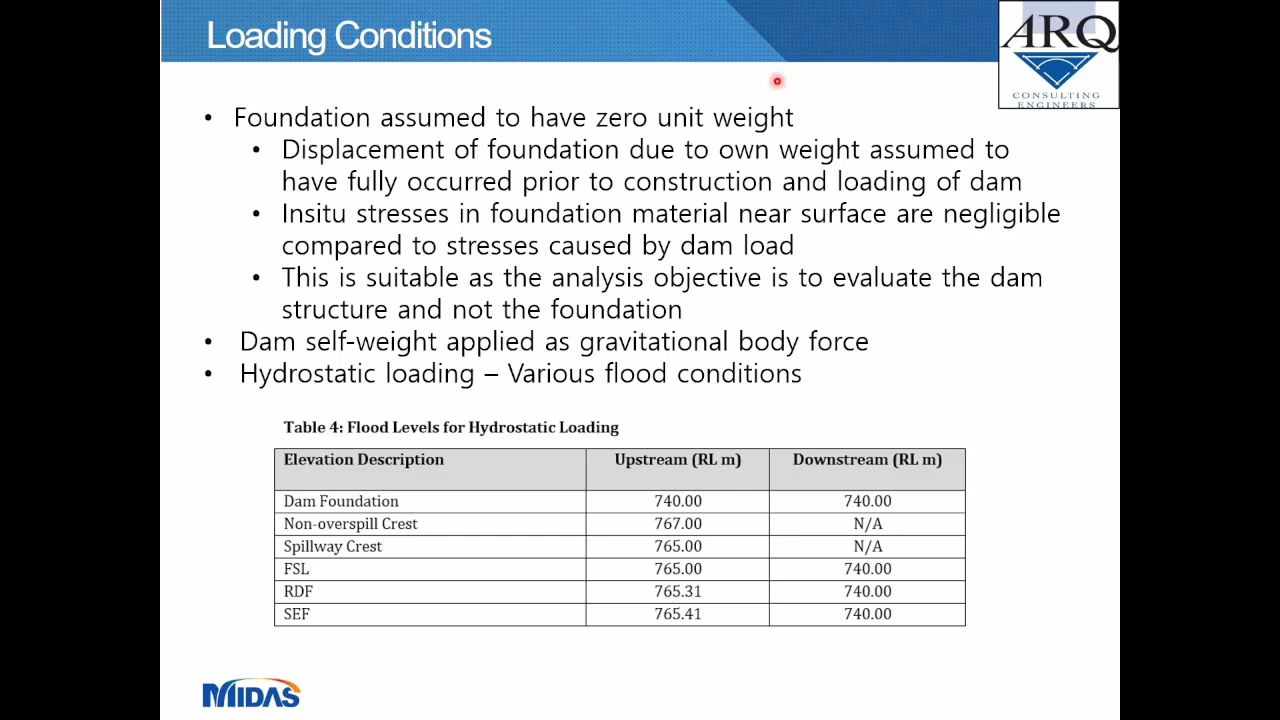 Loading Conditions
ARQ
CONSULTING
ENGINEERS
• Foundation assumed to have zero unit weight
• Displacement of foundation due to own weight assumed to
have fully occurred prior to construction and loading of dam
• Insitu stresses in foundation material near surface are negligible
compared to stresses caused by dam load
• This is suitable as the analysis objective is to evaluate the dam
structure and not the foundation
• Dam self-weight applied as gravitational body force
• Hydrostatic loading – Various flood conditions
Table 4: Flood Levels for Hydrostatic Loading
Elevation Description Upstream (RL m) Downstream (RL m)
Dam Foundation 740.00 740.00
Non-overspill Crest 767.00 N/A
Spillway Crest 765.00 N/A
FSL 765.00 740.00
RDF 765.31 740.00
SEF 765.41 740.00
MIDAS